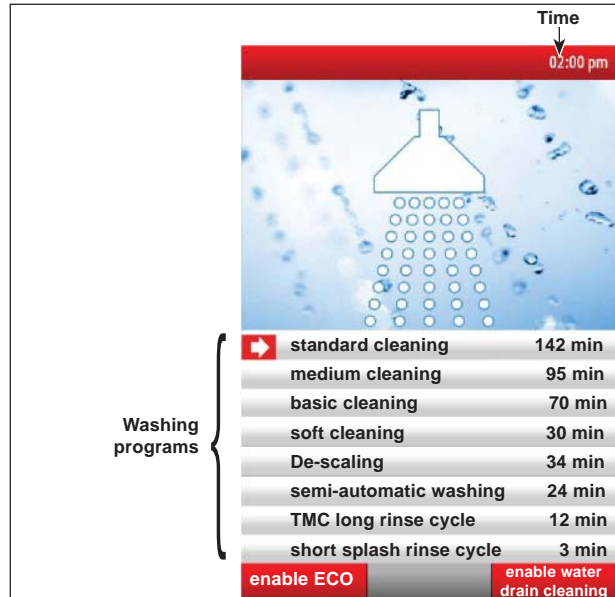 Time
02:00 pm
standard cleaning 142 min
medium cleaning 95 min
basic cleaning 70 min
Washing programs
soft cleaning 30 min
De-scaling 34 min
semi-automatic washing 24 min
TMC long rinse cycle 12 min
short splash rinse cycle 3 min
enable ECO
enable water
drain cleaning